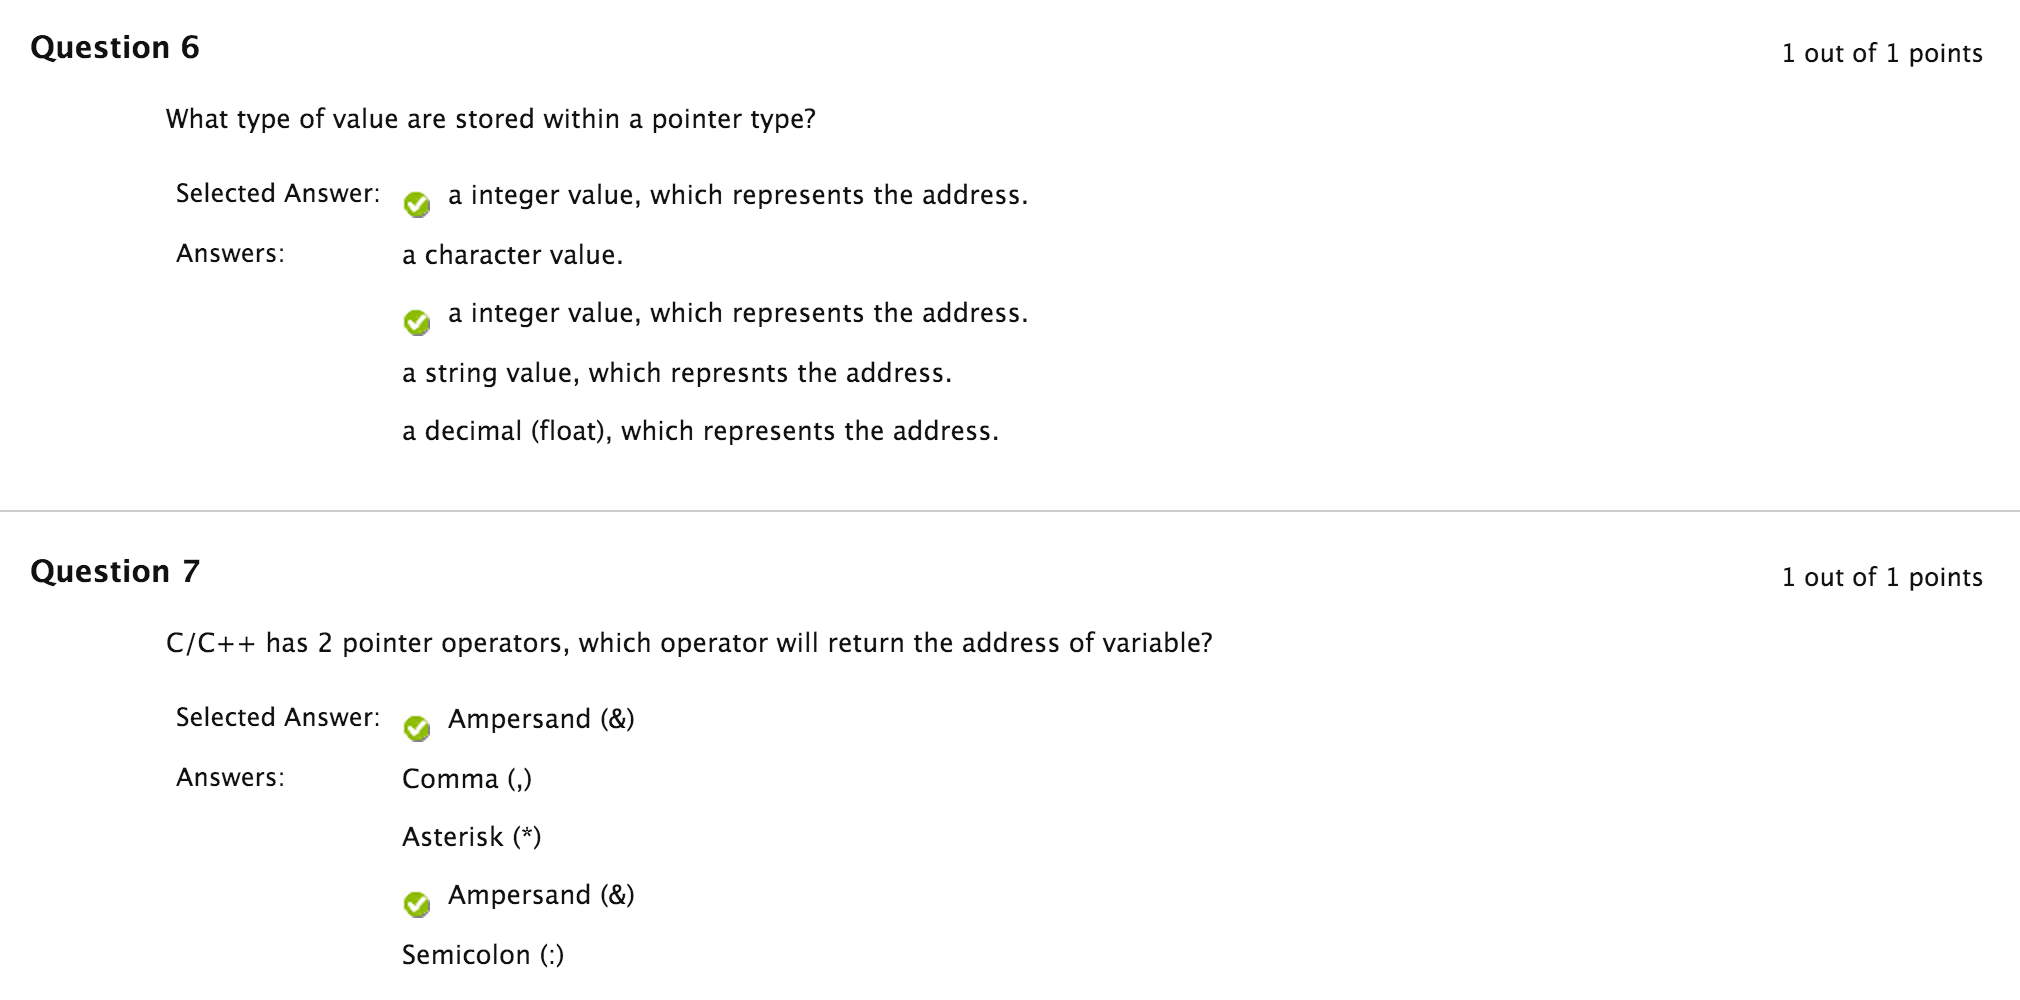 Question 6
1 out of 1 points
What type of value are stored within a pointer type?
Selected Answer: a integer value, which represents the address.
Answers: a character value.
a integer value, which represents the address.
a string value, which represnts the address.
a decimal (float), which represents the address.
Question 7
1 out of 1 points
C/C++ has 2 pointer operators, which operator will return the address of variable?
Selected Answer: Ampersand (&)
Answers: Comma (,)
Asterisk (*)
Ampersand (&)
Semicolon (:)